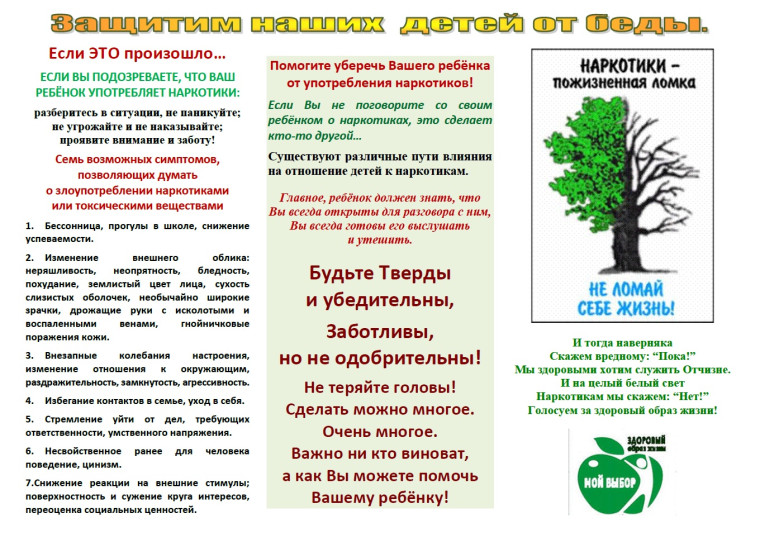 Защитим наших детей от беды.
Если ЭТО произошло…
ЕСЛИ ВЫ ПОДОЗРЕВАЕТЕ, ЧТО ВАШ
РЕБЁНОК УПОТРЕБЛЯЕТ НАРКОТИКИ:
разберитесь в ситуации, не паникуйте;
не угрожайте и не наказывайте;
проявите внимание и заботу!
Семь возможных симптомов,
позволяющих думать
о злоупотреблении наркотиками
или токсическими веществами
1. Бессонница, прогулы в школе, снижение
успеваемости.
2. Изменение внешнего облика:
неряшливость, неопрятность, бледность,
похудание, землистый цвет лица, сухость
слизистых оболочек, необычайно широкие
зрачки, дрожащие руки с исколотыми и
воспаленными венами, гнойничковые
поражения кожи.
3. Внезапные колебания настроения,
изменение отношения к окружающим,
раздражительность, замкнутость, агрессивность.
4. Избегание контактов в семье, уход в себя.
5. Стремление уйти от дел, требующих
ответственности, умственного напряжения.
6. Несвойственное ранее для человека
поведение, цинизм.
7.Снижение реакции на внешние стимулы;
поверхностность и сужение круга интересов,
переоценка социальных ценностей.
Помогите уберечь Вашего ребёнка
от употребления наркотиков!
Если Вы не поговорите со своим
ребёнком о наркотиках, это сделает
кто-то другой…
Существуют различные пути влияния
на отношение детей к наркотикам.
Главное, ребёнок должен знать, что
Вы всегда открыты для разговора с ним,
Вы всегда готовы его выслушать
и утешить.
Будьте Тверды
и убедительны,
Заботливы,
но не одобрительны!
Не теряйте головы!
Сделать можно многое.
Очень многое.
Важно ни кто виноват,
а как Вы можете помочь
Вашему ребёнку!
НАРКОТИКИ –
ПОЖИЗНЕННАЯ ЛОМКА
НЕ ЛОМАЙ
СЕБЕ ЖИЗНЬ!
И тогда наверняка
Скажем вредному: “Пока!”
Мы здоровыми хотим служить Отчизне.
И на целый белый свет
Наркотикам мы скажем: “Нет!”
Голосуем за здоровый образ жизни!
ЗДОРОВЫЙ
образ жизни
МОЙ ВЫБОР